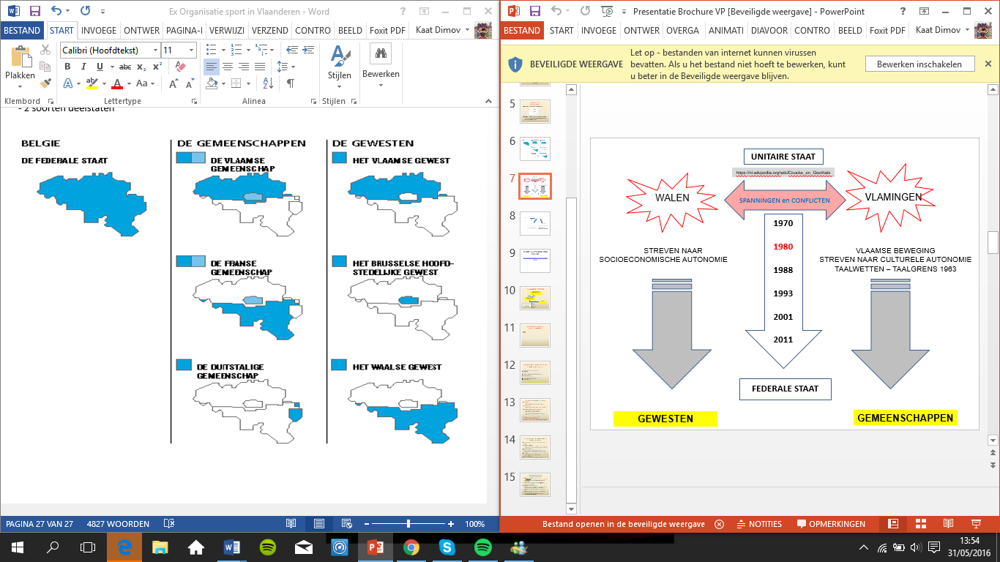 Ex Organisatie sport in Vlaanderen - Word
BESTAND START INVOEGE ONTWER PAGINA-I VERWIJZI VERZEND CONTRO BEELD Foxit PDF Kaat Dimov
Calibri (Hoofdtekst) 11
Plakken
B I U abc x₂ x²
A ab A Aa A A
Stijlen
Bewerken
Klembord Lettertype Alinea Stijlen
- 2 soorten deelstaten
BELGIE
DE FEDERALE STAAT
DE GEMEENSCHAPPEN
DE VLAAMSE
GEMEENSCHAP
DE FRANSE
GEMEENSCHAP
DE DUITSTALIGE
GEMEENSCHAP
DE GEWESTEN
HET VLAAMSE GEWEST
HET BRUSSELSE HOOFD-
STEDELIJKE GEWEST
HET WAALSE GEWEST
PAGINA 27 VAN 27 4827 WOORDEN 100%
Presentatie Brochure VP [Beveiligde weergave] - PowerPoint
BESTAND START INVOEGE ONTWER OVERGA ANIMATI DIAVOOR CONTRO BEELD Foxit PDF Kaat Dimov
BEVEILIGDE WEERGAVE
Let op - bestanden van internet kunnen virussen
bevatten. Als u het bestand niet hoeft te bewerken, kunt
u beter in de Beveiligde weergave blijven.
Bewerken inschakelen
5
6
7
8
9
10
11
12
13
14
15
UNITAIRE STAAT
https://nl.wikipedia.org/wiki/Coucke_en_Goethals
WALEN
SPANNINGEN en CONFLICTEN
VLAMINGEN
1970
1980
1988
1993
2001
2011
STREVEN NAAR
SOCIOECONOMISCHE AUTONOMIE
VLAAMSE BEWEGING
STREVEN NAAR CULTURELE AUTONOMIE
TAALWETTEN – TAALGRENS 1963
FEDERALE STAAT
GEWESTEN
GEMEENSCHAPPEN
Bestand openen in de beveiligde weergave NOTITIES OPMERKINGEN
13:54
31/05/2016